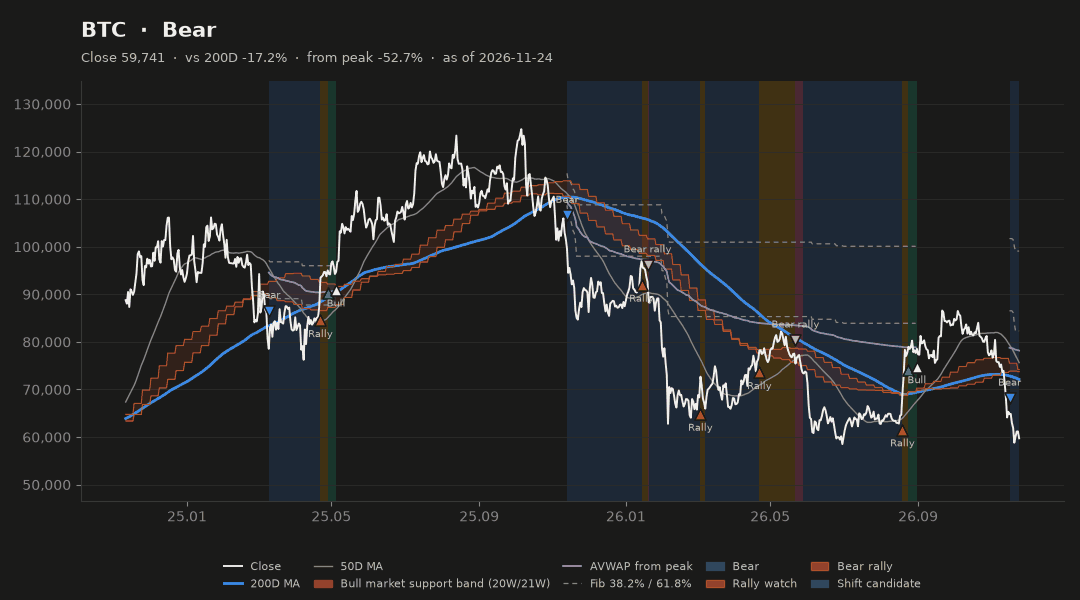 BTC · Bear
Close 59,741 · vs 200D -17.2% · from peak -52.7% · as of 2026-11-24
130,000
120,000
110,000
100,000
90,000
80,000
70,000
60,000
50,000
Bear
Rally
Bull
Bear
Bear rally
Rally
Rally
Rally
Bear rally
Rally
Bull
Bear
25.01
25.05
25.09
26.01
26.05
26.09
Close
50D MA
AVWAP from peak
Bear
Bear rally
200D MA
Bull market support band (20W/21W)
Fib 38.2% / 61.8%
Rally watch
Shift candidate